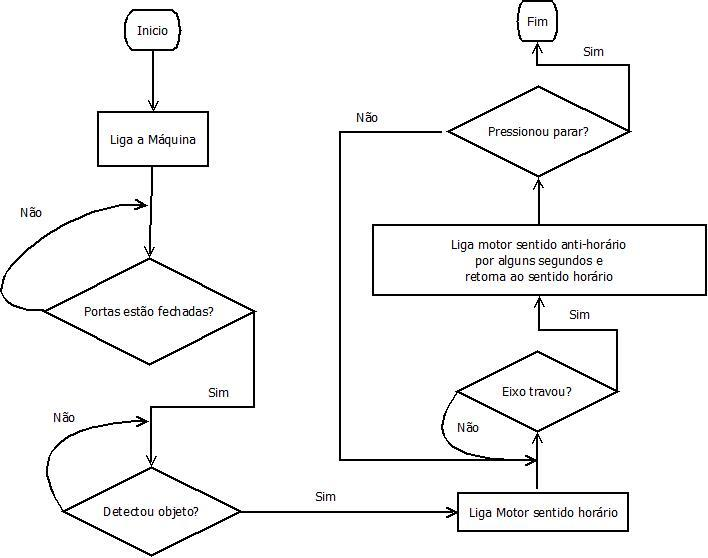 Inicio
Liga a Máquina
Não
Portas estão fechadas?
Sim
Não
Detectou objeto?
Sim
Liga Motor sentido horário
Não
Eixo travou?
Sim
Liga motor sentido anti-horário
por alguns segundos e
retorna ao sentido horário
Pressionou parar?
Não
Sim
Fim